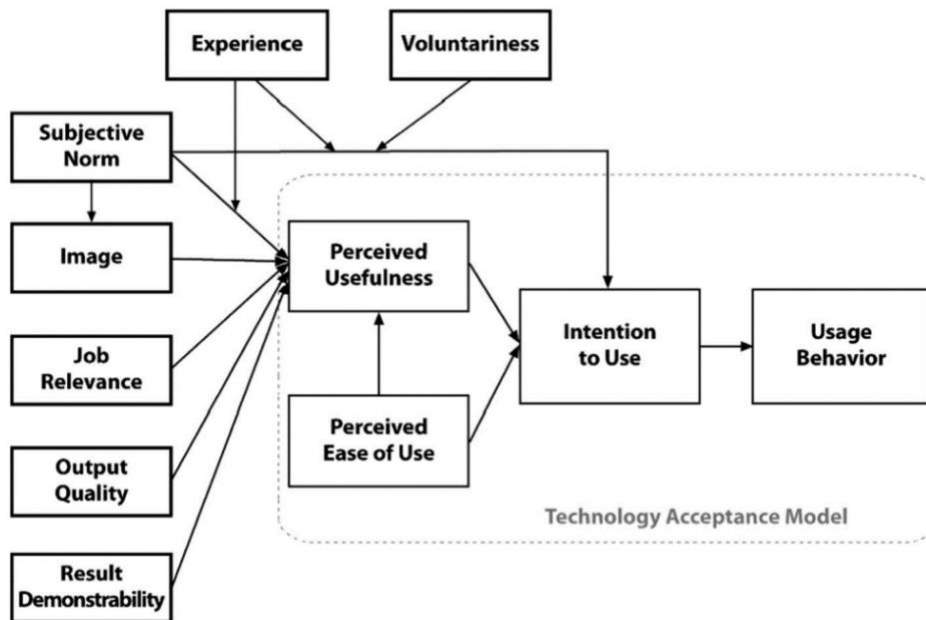 Experience
Voluntariness
Subjective
Norm
Image
Job
Relevance
Output
Quality
Result
Demonstrability
Perceived
Usefulness
Perceived
Ease of Use
Intention
to Use
Usage
Behavior
Technology Acceptance Model